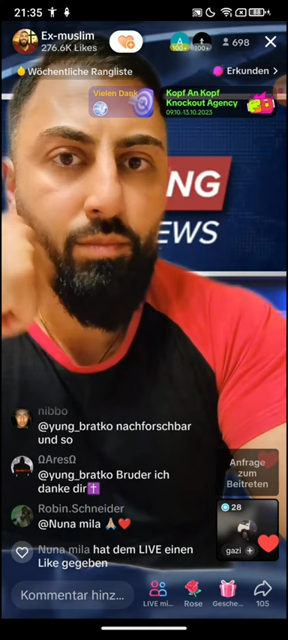 21:35
Ex-muslim
276.6K Likes
100+
100+
698
Wöchentliche Rangliste
Erkunden >
Vielen Dank
Kopf An Kopf
Knockout Agency
09.10.-13.10.2023
NG
EWS
nibbo
@yung_bratko nachforschbar
und so
ΩAresΩ
@yung_bratko Bruder ich
danke dir✝️
Anfrage
zum
Beitreten
Robin.Schneider
@Nuna mila 🙏🏼❤️
28
gazi +
Nuna mila hat dem LIVE einen
Like gegeben
Kommentar hinz...
LIVE mi...
Rose
Gesche...
105